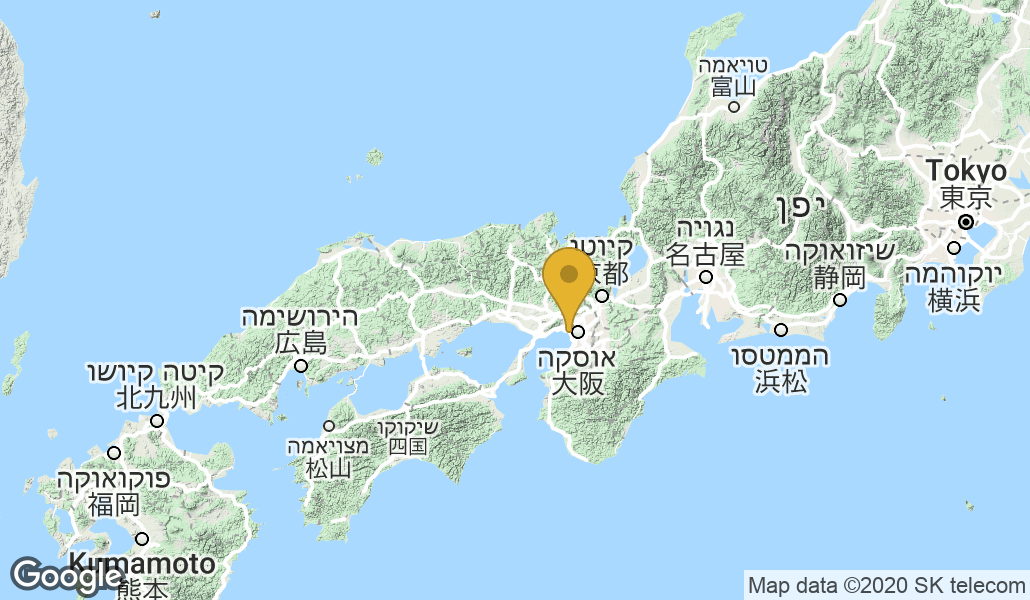 טויאמה
富山
Tokyo
東京
יפן
נגויה
名古屋
שיזואוקה
静岡
יוקוהמה
横浜
קיוטו
京都
הירושימה
広島
אוסקה
大阪
הממטסו
浜松
קיטה קיושו
北九州
שיקוקו
四国
מצויאמה
松山
פוקואוקה
福岡
Kumamoto
熊本
Google
Map data ©2020 SK telecom